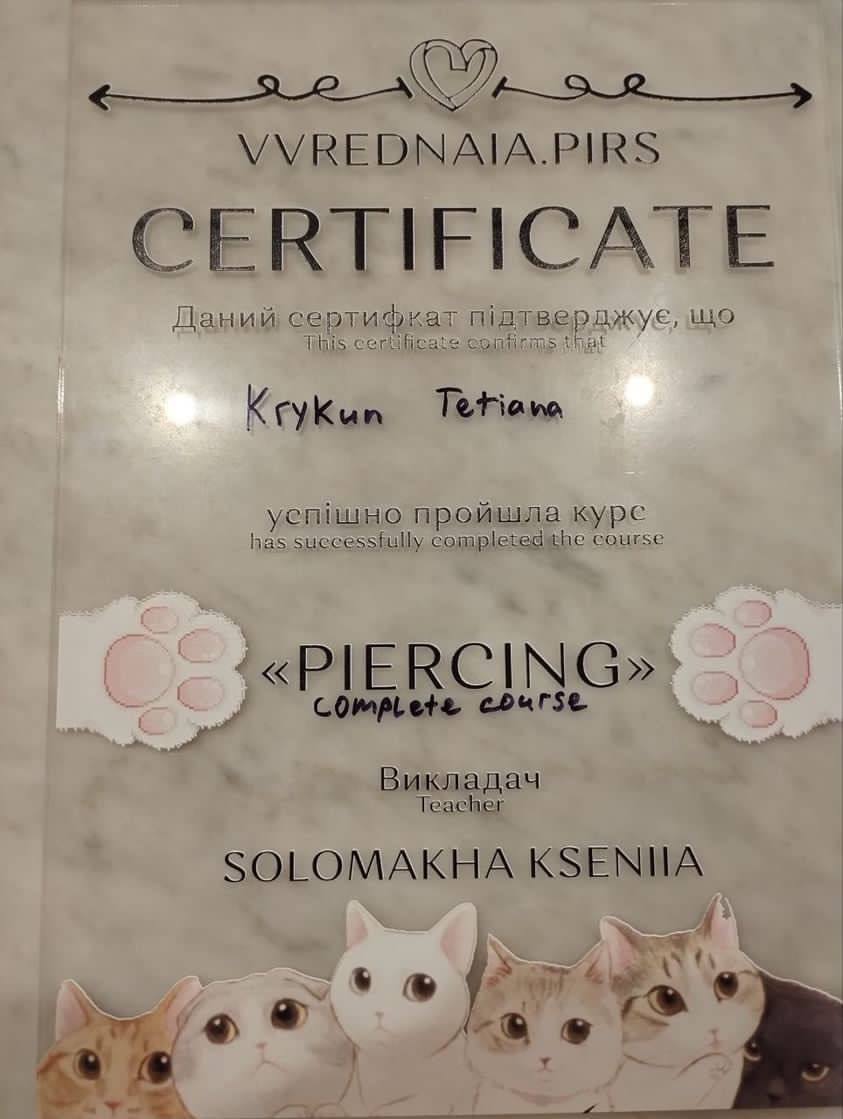 VVREDNAIA.PIRS
CERTIFICATE
Даний сертифкат підтверджує, що
This certificate confirms that
Krykun Tetiana
успішно пройшла курс
has successfully completed the course
«PIERCING»
complete course
Викладач
Teacher
SOLOMAKHA KSENIIA